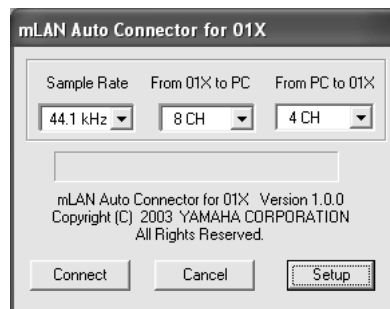 mLAN Auto Connector for 01X
Sample Rate From 01X to PC From PC to 01X
44.1 kHz 8 CH 4 CH
mLAN Auto Connector for 01X Version 1.0.0
Copyright (C) 2003 YAMAHA CORPORATION
All Rights Reserved.
Connect Cancel Setup